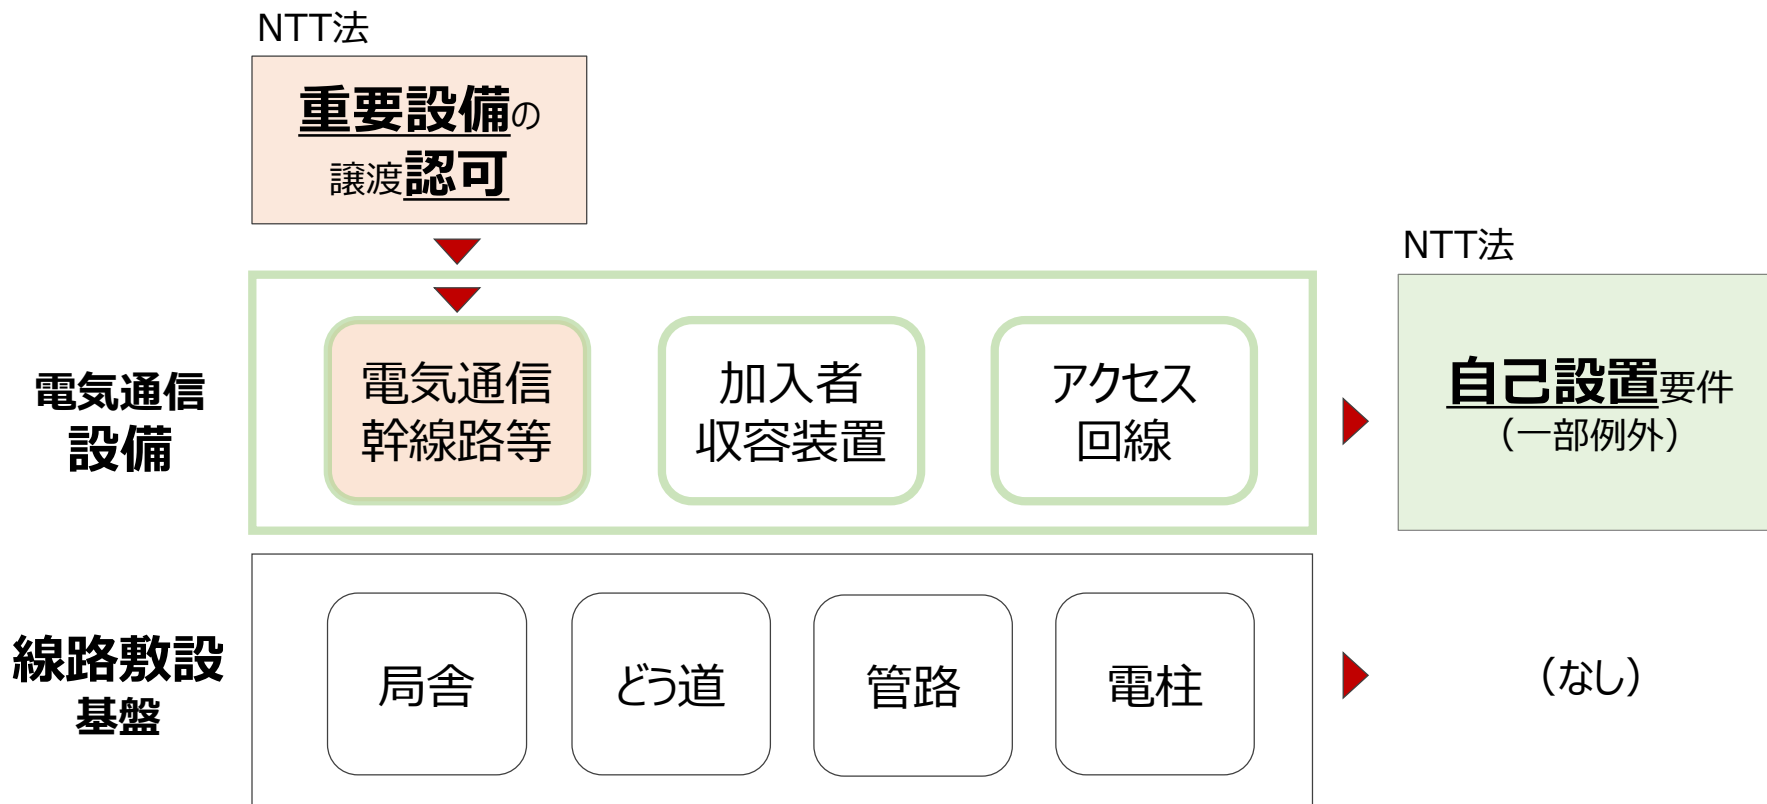 NTT法
重要設備の
譲渡認可
NTT法
電気通信
設備
電気通信
幹線路等
加入者
収容装置
アクセス
回線
自己設置要件
（一部例外）
線路敷設
基盤
局舎
どう道
管路
電柱
（なし）